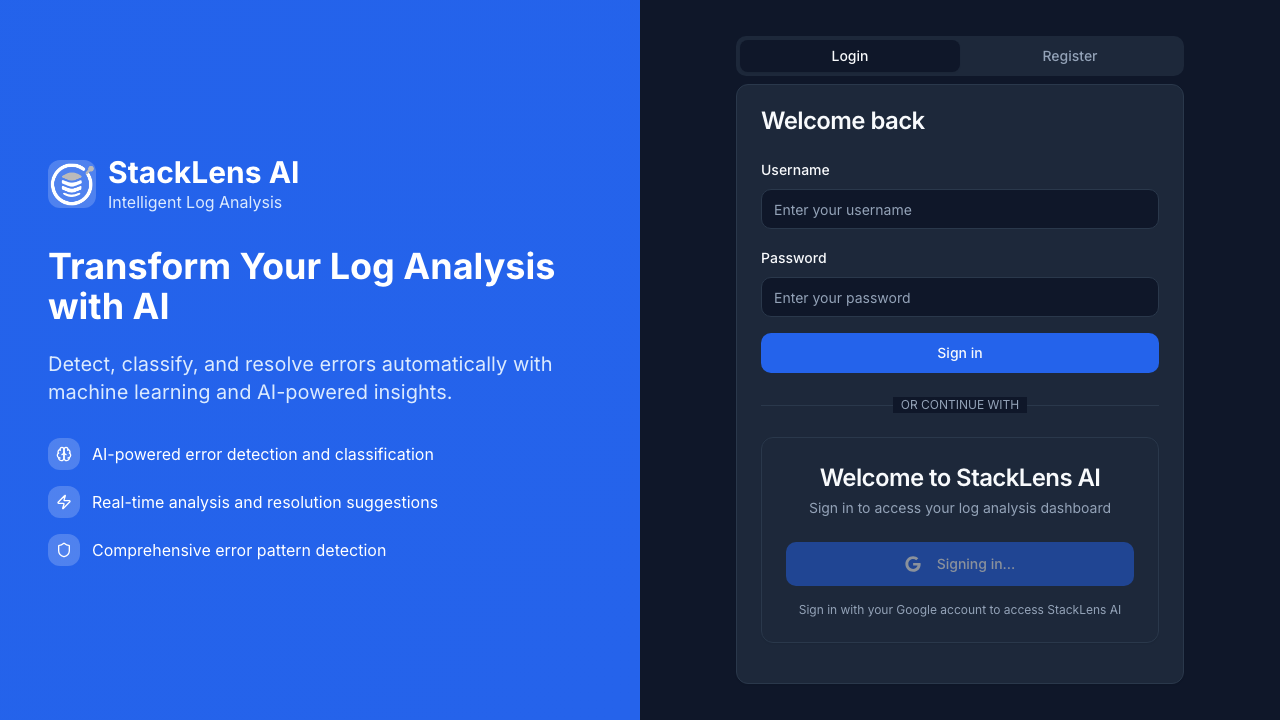 StackLens AI
Intelligent Log Analysis
Transform Your Log Analysis
with AI
Detect, classify, and resolve errors automatically with
machine learning and AI-powered insights.
AI-powered error detection and classification
Real-time analysis and resolution suggestions
Comprehensive error pattern detection
Login
Register
Welcome back
Username
Enter your username
Password
Enter your password
Sign in
OR CONTINUE WITH
Welcome to StackLens AI
Sign in to access your log analysis dashboard
Signing in...
Sign in with your Google account to access StackLens AI